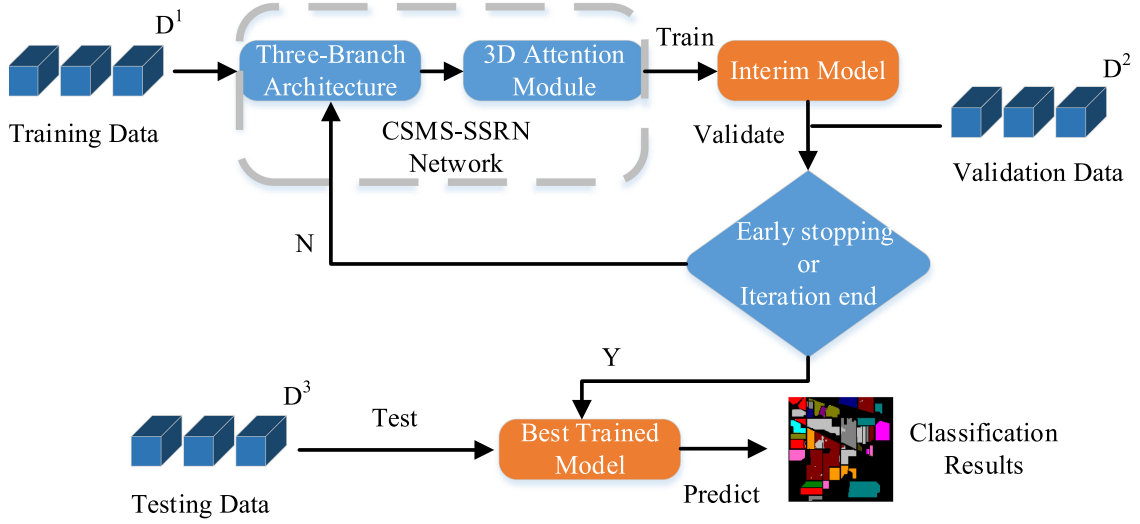 D1
Training Data
Three-Branch
Architecture
3D Attention
Module
CSMS-SSRN
Network
Train
Interim Model
Validate
D2
Validation Data
Early stopping
or
Iteration end
N
Y
D3
Testing Data
Test
Best Trained
Model
Predict
Classification
Results